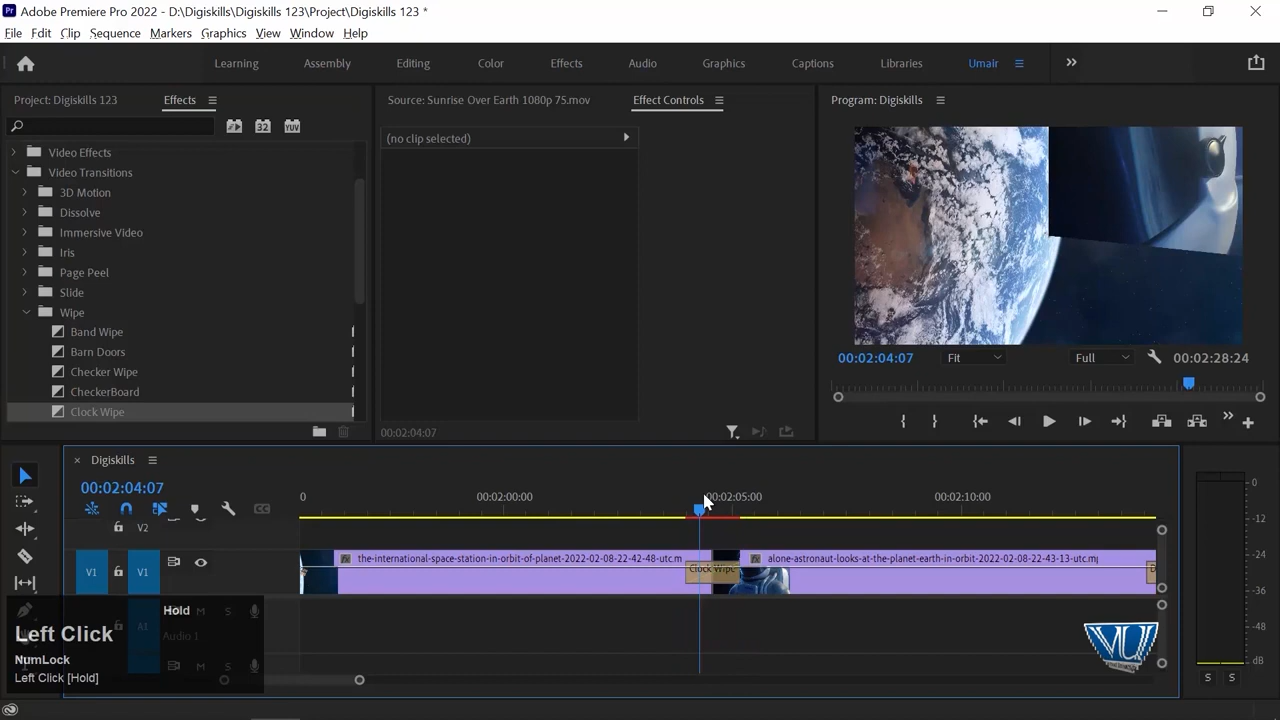 Adobe Premiere Pro 2022 - D:\Digiskills\Digiskills 123\Project\Digiskills 123 *
File Edit Clip Sequence Markers Graphics View Window Help
Learning Assembly Editing Color Effects Audio Graphics Captions Libraries Umair
Project: Digiskills 123 Effects
Source: Sunrise Over Earth 1080p 75.mov Effect Controls
Program: Digiskills
32 YUV
(no clip selected)
Video Effects
Video Transitions
3D Motion
Dissolve
Immersive Video
Iris
Page Peel
Slide
Wipe
Band Wipe
Barn Doors
Checker Wipe
CheckerBoard
Clock Wipe
00:02:04:07
00:02:04:07 Fit Full 00:02:28:24
Digiskills
00:02:04:07
0 00:02:00:00 00:02:05:00 00:02:10:00
V2
V1 V1
the-international-space-station-in-orbit-of-planet-2022-02-08-22-42-48-utc.m
Clock Wipe
alone-astronaut-looks-at-the-planet-earth-in-orbit-2022-02-08-22-43-13-utc.mp
A1 M S
Audio 1
M S
Hold
Left Click
NumLock
Left Click [Hold]
VU
0
-12
-18
-24
-30
-36
-48
dB
S S